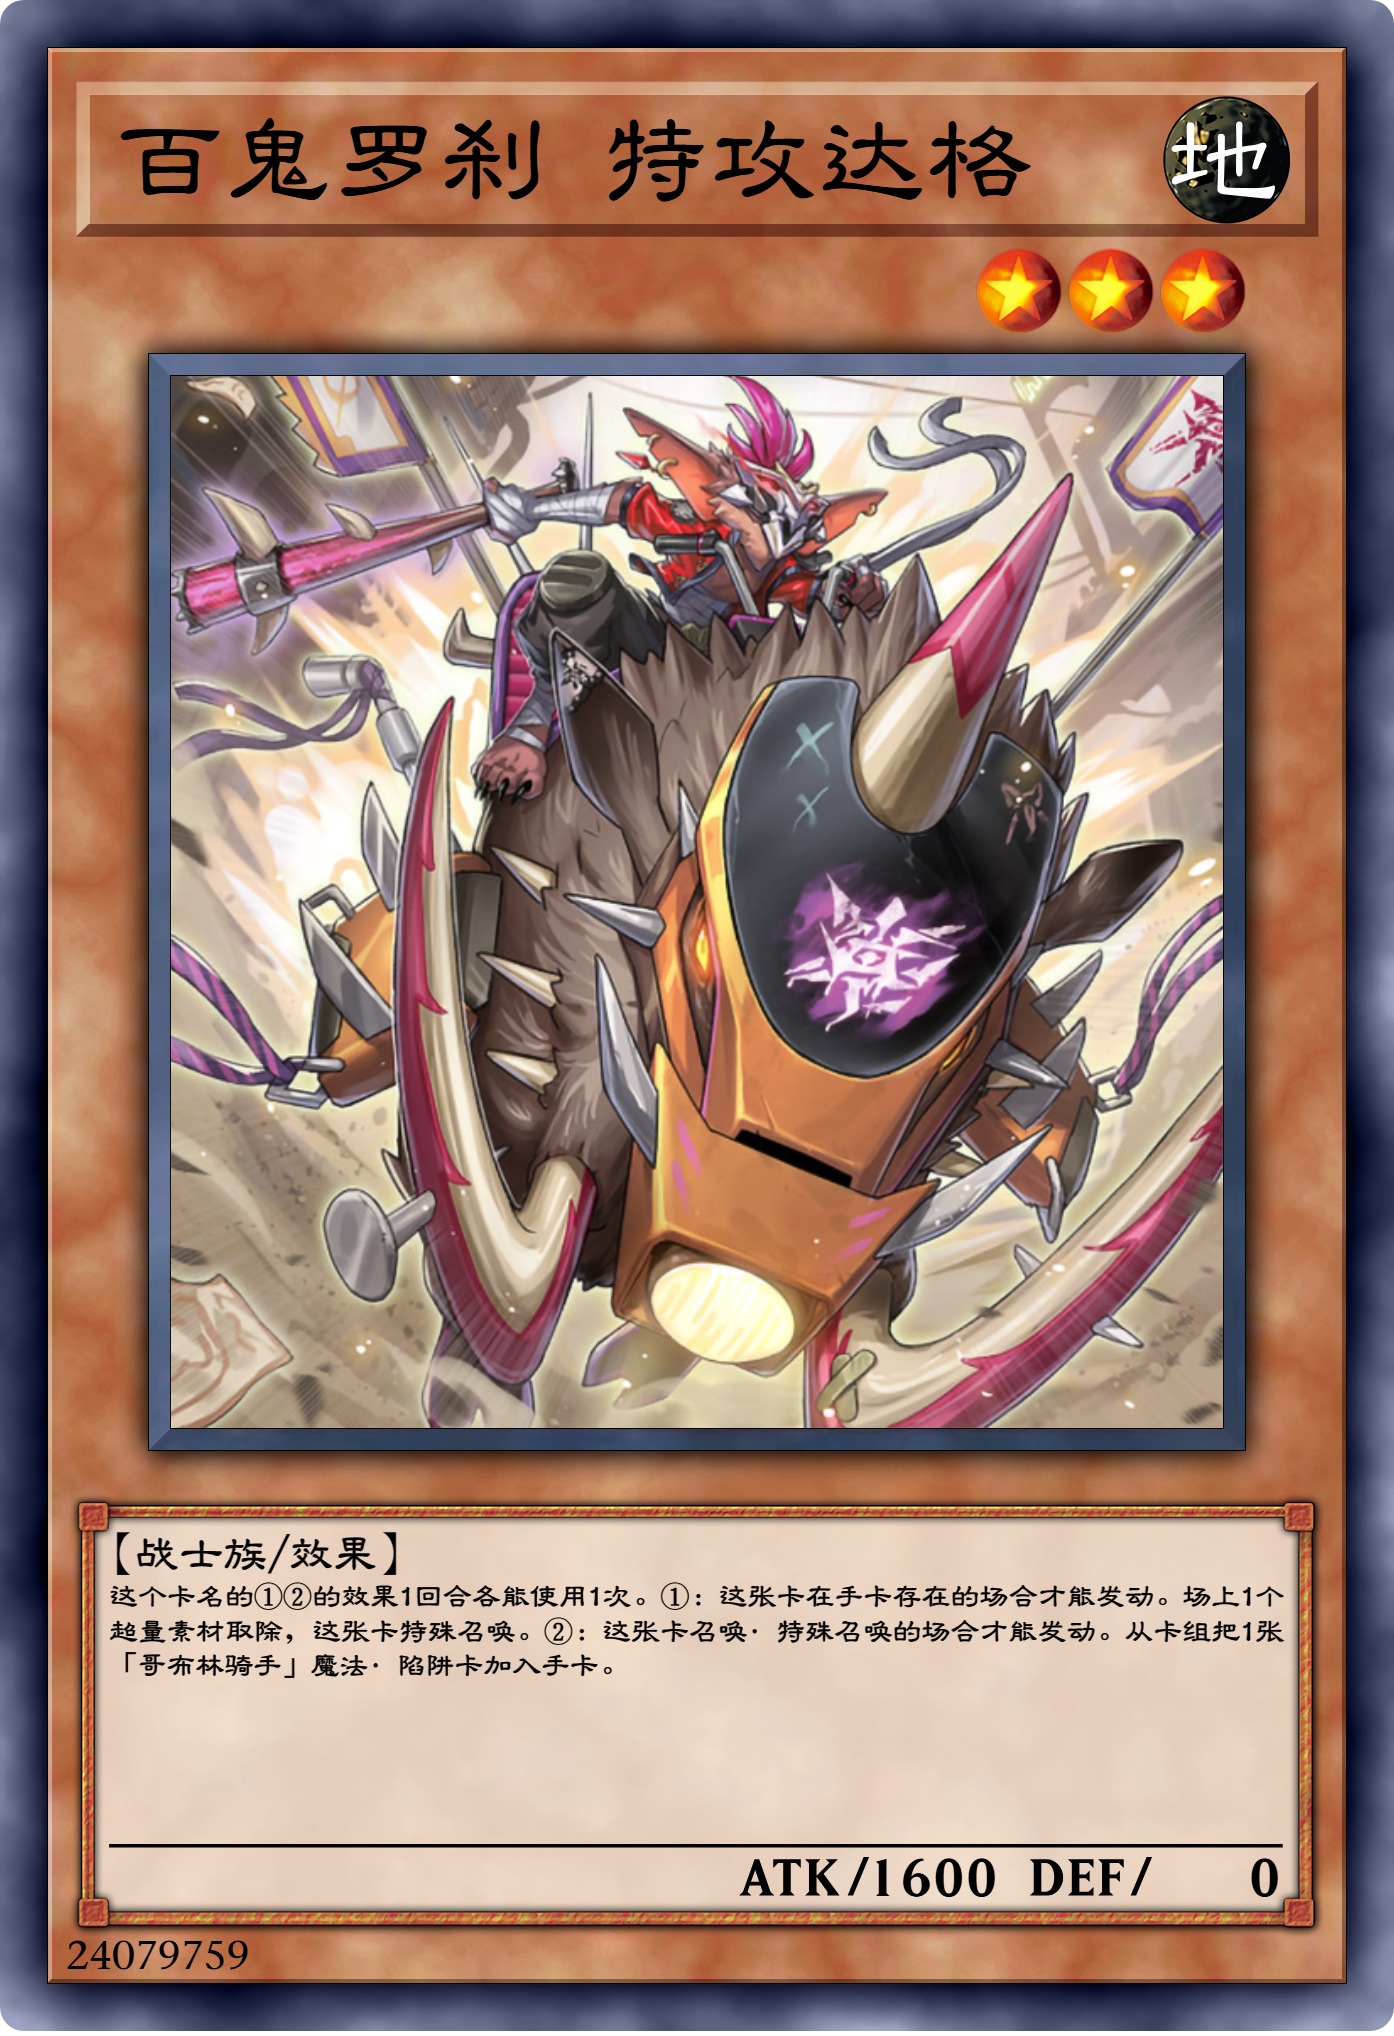 百鬼罗刹 特攻达格
地
【战士族/效果】
这个卡名的①②的效果1回合各能使用1次。①：这张卡在手卡存在的场合才能发动。场上1个
超量素材取除，这张卡特殊召唤。②：这张卡召唤·特殊召唤的场合才能发动。从卡组把1张
「哥布林骑手」魔法·陷阱卡加入手卡。
ATK/1600 DEF/ 0
24079759